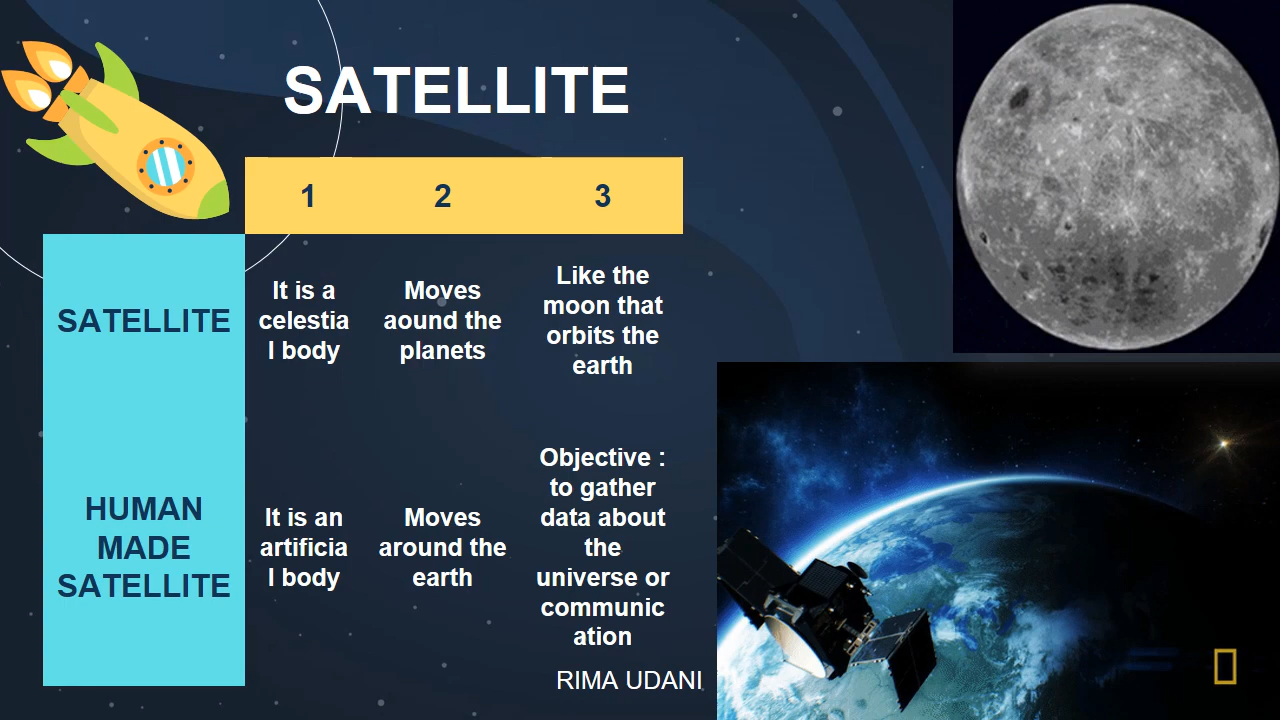 SATELLITE
1 2 3
SATELLITE
It is a
celestia
l body
Moves
aound the
planets
Like the
moon that
orbits the
earth
HUMAN
MADE
SATELLITE
It is an
artificia
l body
Moves
around the
earth
Objective :
to gather
data about
the
universe or
communic
ation
RIMA UDANI